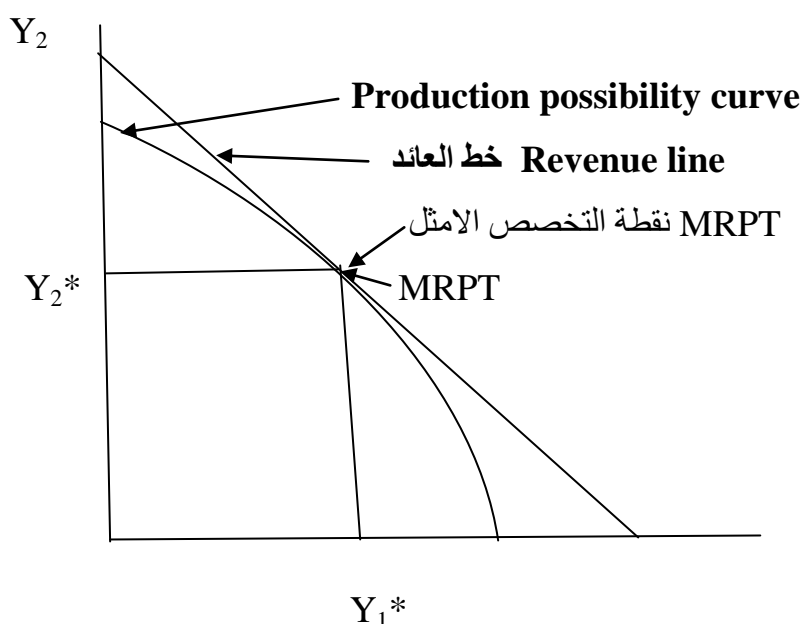 Y2
Production possibility curve
خط العائد Revenue line
نقطة التخصص الامثل MRPT
Y2*
MRPT
Y1*